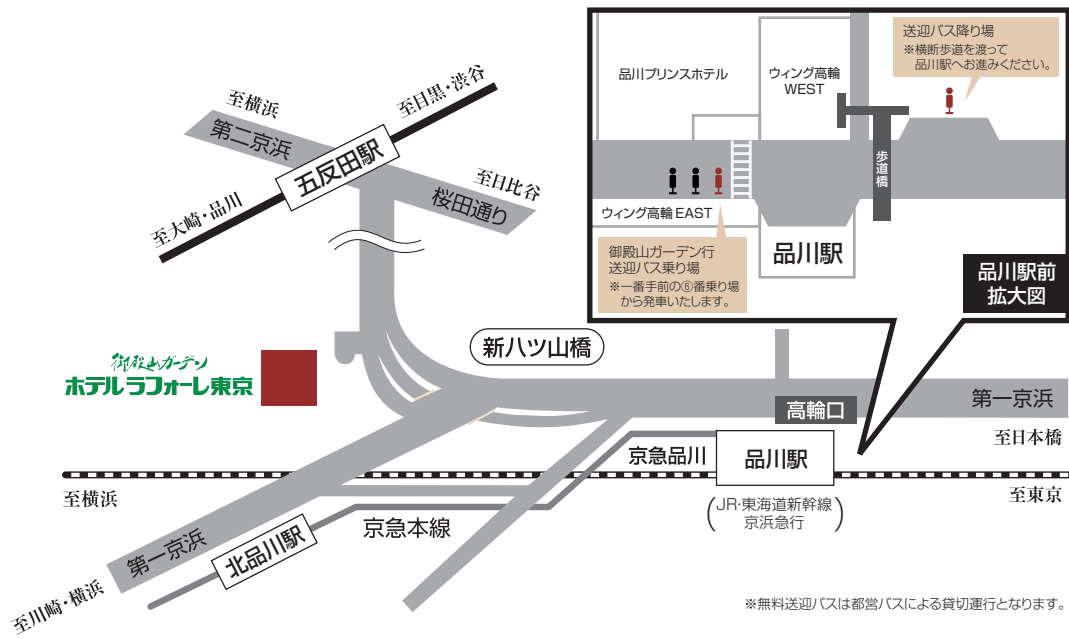 至横浜
第二京浜
五反田駅
至目黒・渋谷
至大崎・品川
至日比谷
桜田通り
品川プリンスホテル
ウィング高輪
WEST
送迎バス降り場
※横断歩道を渡って
品川駅へお進みください。
歩道橋
ウィング高輪 EAST
御殿山ガーデン行
送迎バス乗り場
※一番手前の⑥番乗り場
から発車いたします。
品川駅
品川駅前
拡大図
御殿山ガーデン
ホテルラフォーレ東京
新八ツ山橋
高輪口
第一京浜
至日本橋
京急品川
品川駅
至横浜
至東京
(JR・東海道新幹線
京浜急行)
京急本線
第一京浜
北品川駅
至川崎・横浜
※無料送迎バスは都営バスによる貸切運行となります。